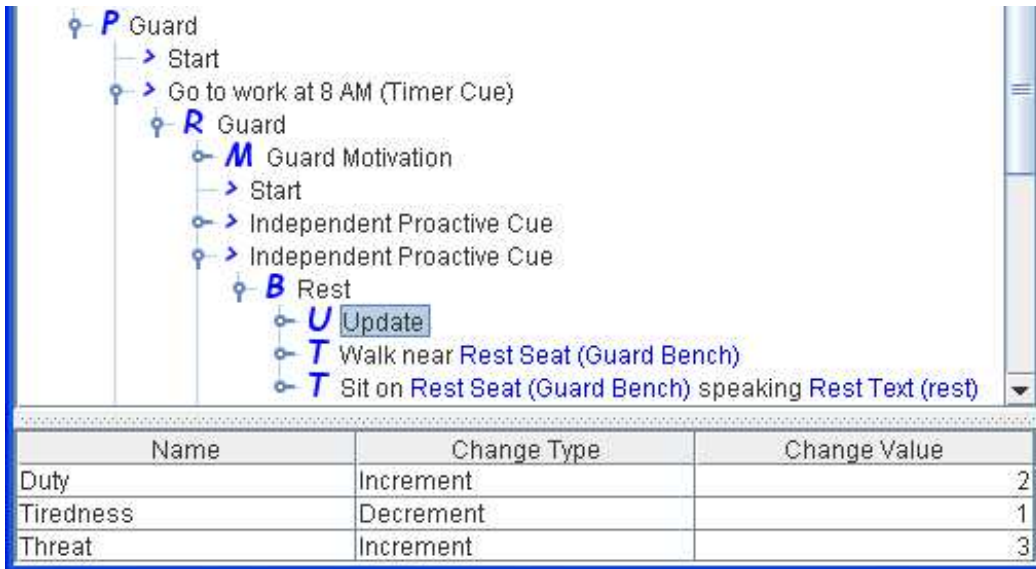 P Guard
> Start
> Go to work at 8 AM (Timer Cue)
R Guard
M Guard Motivation
> Start
> Independent Proactive Cue
> Independent Proactive Cue
B Rest
U Update
T Walk near Rest Seat (Guard Bench)
T Sit on Rest Seat (Guard Bench) speaking Rest Text (rest)
Name Change Type Change Value
Duty Increment 2
Tiredness Decrement 1
Threat Increment 3